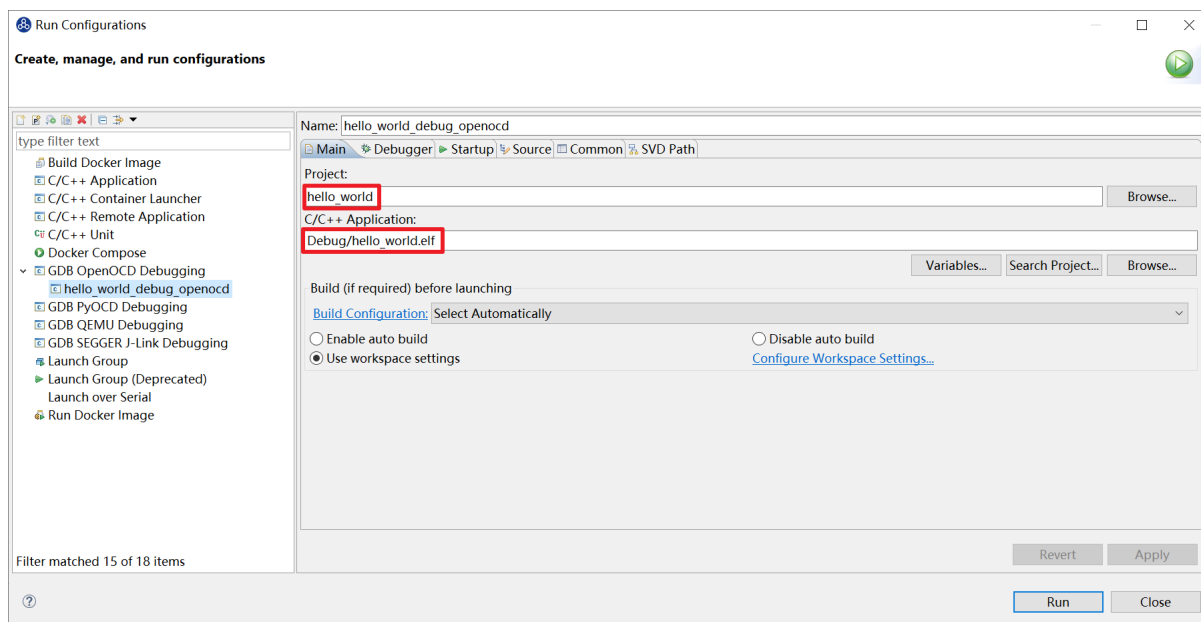 Run Configurations
Create, manage, and run configurations
type filter text
Build Docker Image
C/C++ Application
C/C++ Container Launcher
C/C++ Remote Application
C/C++ Unit
Docker Compose
GDB OpenOCD Debugging
hello_world_debug_openocd
GDB PyOCD Debugging
GDB QEMU Debugging
GDB SEGGER J-Link Debugging
Launch Group
Launch Group (Deprecated)
Launch over Serial
Run Docker Image
Filter matched 15 of 18 items
Name: hello_world_debug_openocd
Main Debugger Startup Source Common SVD Path
Project:
hello_world Browse...
C/C++ Application:
Debug/hello_world.elf
Variables... Search Project... Browse...
Build (if required) before launching
Build Configuration: Select Automatically
Enable auto build Disable auto build
Use workspace settings Configure Workspace Settings...
Revert Apply
Run Close